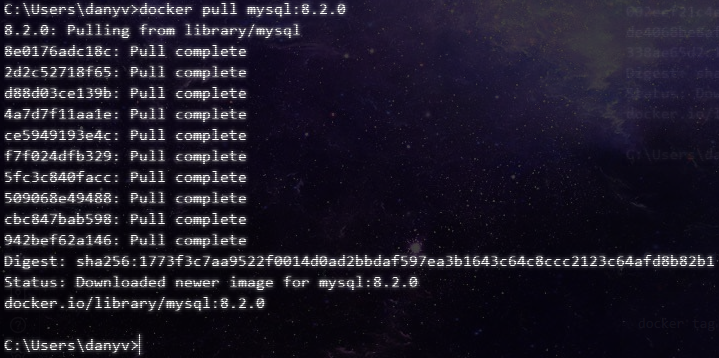 C:\Users\danyv>docker pull mysql:8.2.0
8.2.0: Pulling from library/mysql
8e0176adc18c: Pull complete
2d2c52718f65: Pull complete
d88d03ce139b: Pull complete
4a7d7f11aa1e: Pull complete
ce5949193e4c: Pull complete
f7f024dfb329: Pull complete
5fc3c840facc: Pull complete
509068e49488: Pull complete
cbc847bab598: Pull complete
942bef62a146: Pull complete
Digest: sha256:1773f3c7aa9522f0014d0ad2bbdaf597ea3b1643c64c8ccc2123c64afd8b82b1
Status: Downloaded newer image for mysql:8.2.0
docker.io/library/mysql:8.2.0
docker tag
C:\Users\danyv>